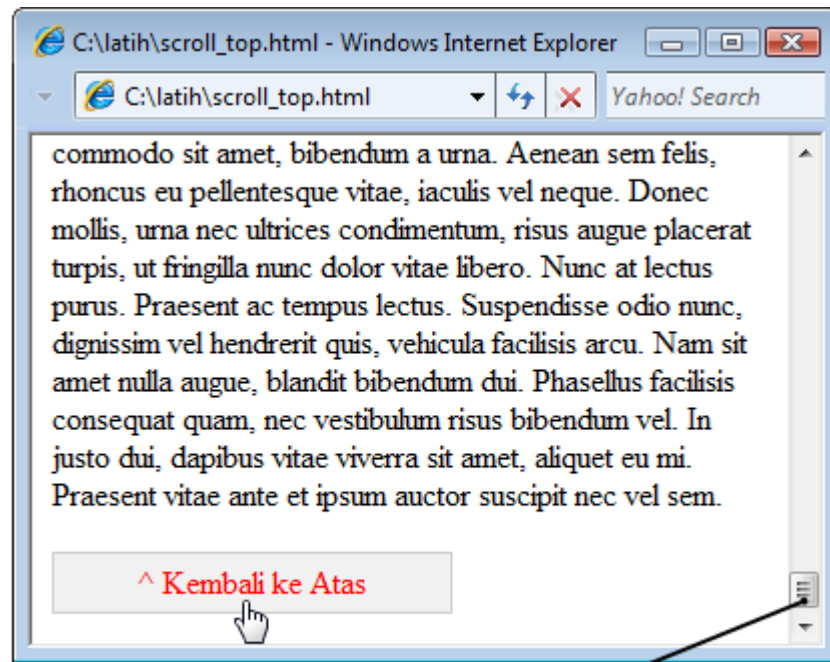 C:\latih\scroll_top.html - Windows Internet Explorer
C:\latih\scroll_top.html
Yahoo! Search
commodo sit amet, bibendum a urna. Aenean sem felis,
rhoncus eu pellentesque vitae, iaculis vel neque. Donec
mollis, urna nec ultrices condimentum, risus augue placerat
turpis, ut fringilla nunc dolor vitae libero. Nunc at lectus
purus. Praesent ac tempus lectus. Suspendisse odio nunc,
dignissim vel hendrerit quis, vehicula facilisis arcu. Nam sit
amet nulla augue, blandit bibendum dui. Phasellus facilisis
consequat quam, nec vestibulum risus bibendum vel. In
justo dui, dapibus vitae viverra sit amet, aliquet eu mi.
Praesent vitae ante et ipsum auctor suscipit nec vel sem.
^ Kembali ke Atas